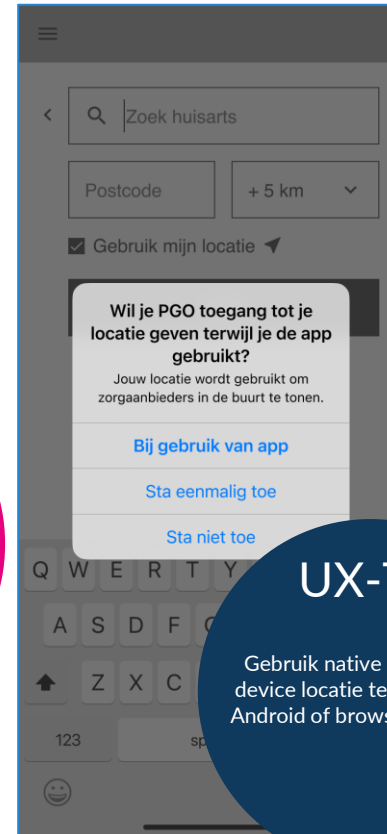 Zoek huisarts
Postcode
+ 5 km
Gebruik mijn locatie
Wil je PGO toegang tot je
locatie geven terwijl je de app
gebruikt?
Jouw locatie wordt gebruikt om
zorgaanbieders in de buurt te tonen.
Bij gebruik van app
Sta eenmalig toe
Sta niet toe
Q W E R T Y
A S D F
Z X C
123
UX-
Gebruik native
device locatie te
Android of brows